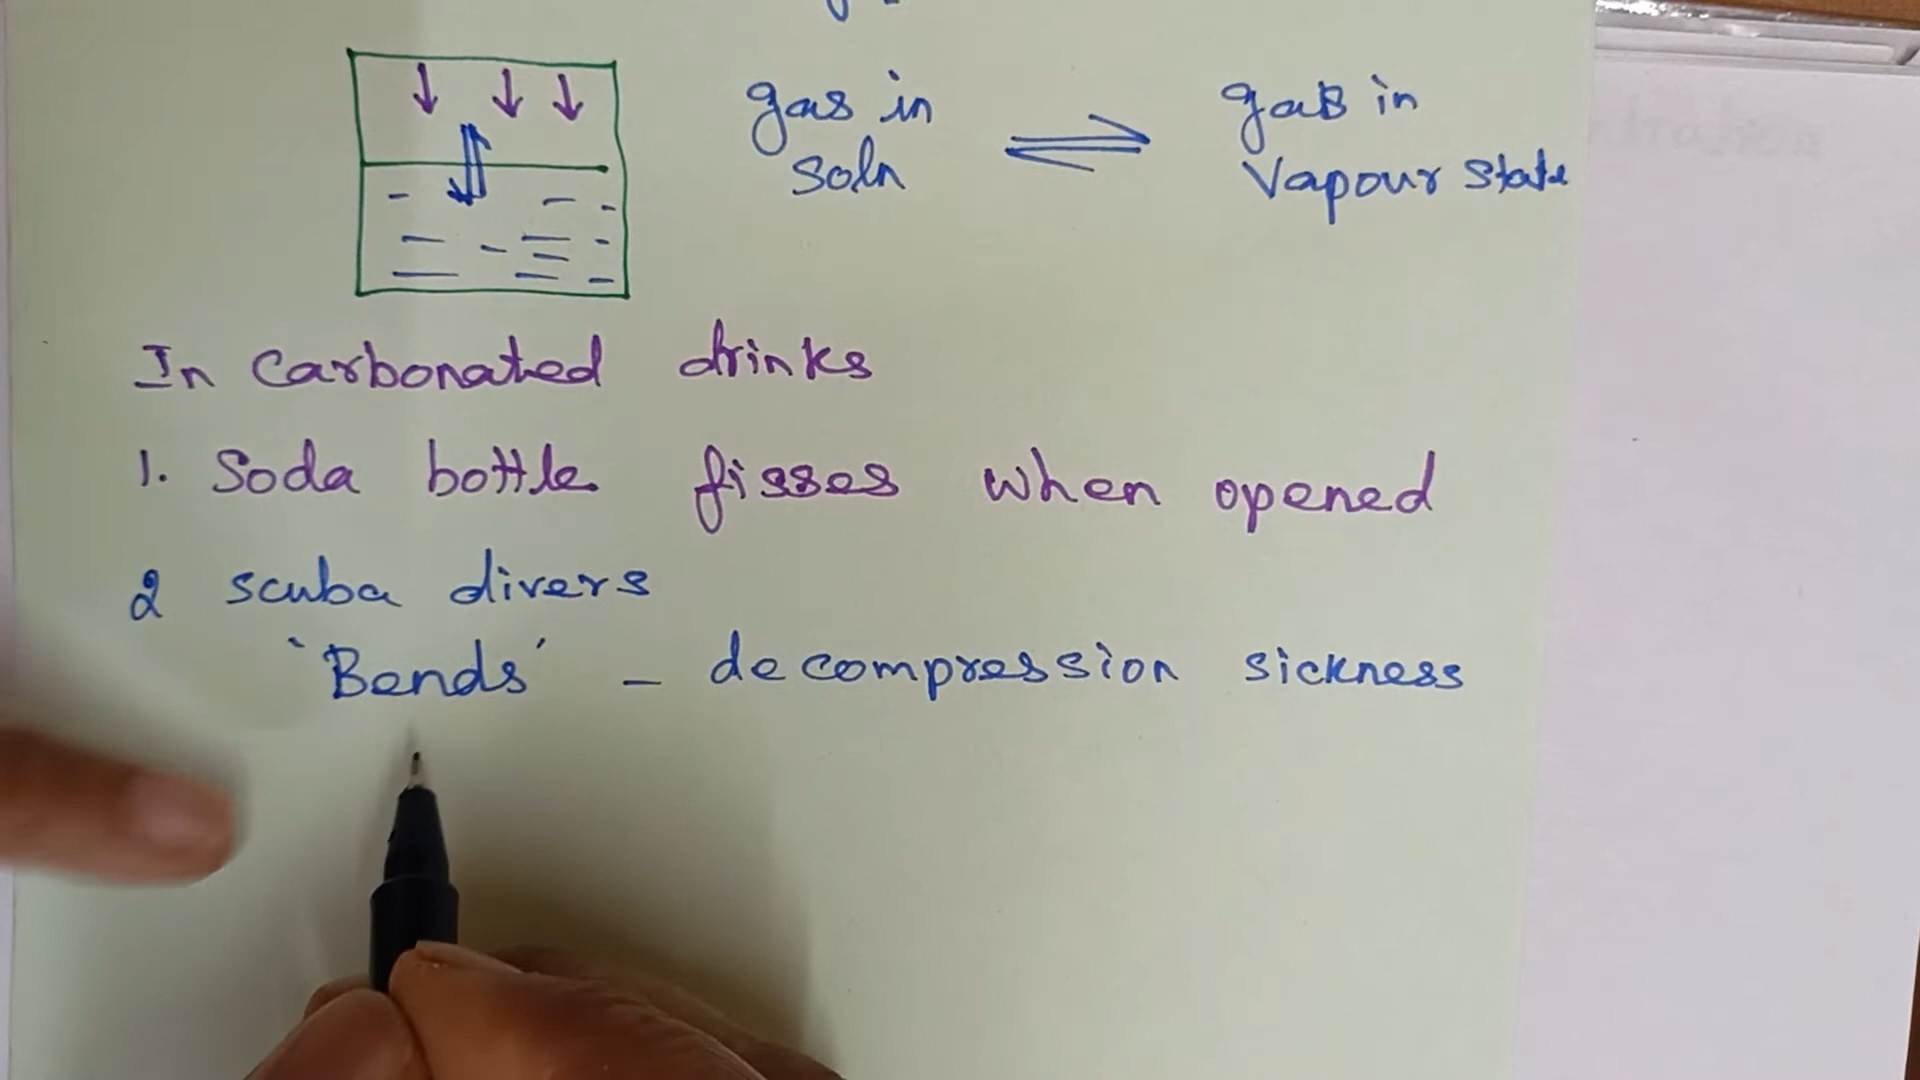 gas in
soln
⇌
gas in
Vapour state
In carbonated drinks
1. Soda bottle fisses when opened
2 scuba divers
'Bends' - decompression sickness